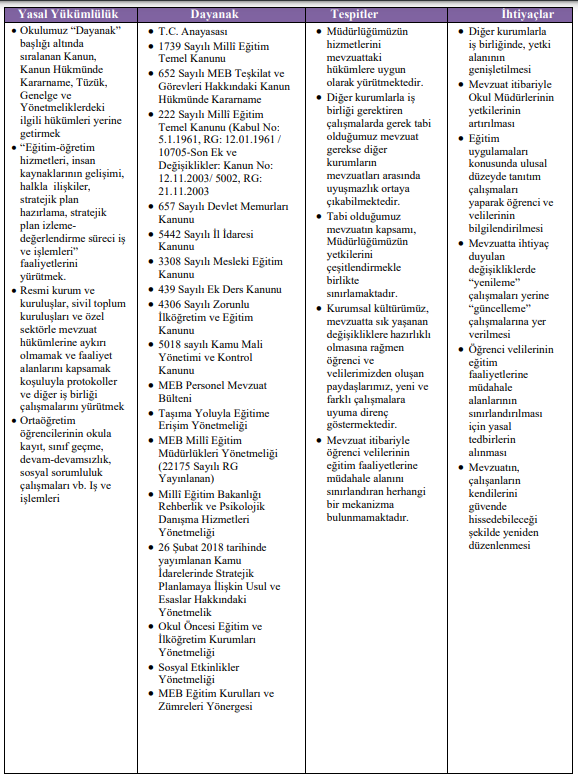 Yasal Yükümlülük
• Okulumuz “Dayanak”
başlığı altında
sıralanan Kanun,
Kanun Hükmünde
Kararname, Tüzük,
Genelge ve
Yönetmeliklerdeki
ilgili hükümleri yerine
getirmek
• “Eğitim-öğretim
hizmetleri, insan
kaynaklarının gelişimi,
halkla ilişkiler,
stratejik plan
hazırlama, stratejik
plan izleme-
değerlendirme süreci iş
ve işlemleri”
faaliyetlerini
yürütmek.
• Resmi kurum ve
kuruluşlar, sivil toplum
kuruluşları ve özel
sektörle mevzuat
hükümlerine aykırı
olmamak ve faaliyet
alanlarını kapsamak
koşuluyla protokoller
ve diğer iş birliği
çalışmalarını yürütmek
• Ortaöğretim
öğrencilerinin okula
kayıt, sınıf geçme,
devam-devamsızlık,
sosyal sorumluluk
çalışmaları vb. Iş ve
işlemleri
Dayanak
• T.C. Anayasası
• 1739 Sayılı Millî Eğitim
Temel Kanunu
• 652 Sayılı MEB Teşkilat ve
Görevleri Hakkındaki Kanun
Hükmünde Kararname
• 222 Sayılı Millî Eğitim
Temel Kanunu (Kabul No:
5.1.1961, RG: 12.01.1961 /
10705-Son Ek ve
Değişiklikler: Kanun No:
12.11.2003/ 5002, RG:
21.11.2003
• 657 Sayılı Devlet Memurları
Kanunu
• 5442 Sayılı İl İdaresi
Kanunu
• 3308 Sayılı Mesleki Eğitim
Kanunu
• 439 Sayılı Ek Ders Kanunu
• 4306 Sayılı Zorunlu
İlköğretim ve Eğitim
Kanunu
• 5018 sayılı Kamu Mali
Yönetimi ve Kontrol
Kanunu
• MEB Personel Mevzuat
Bülteni
• Taşıma Yoluyla Eğitime
Erişim Yönetmeliği
• MEB Millî Eğitim
Müdürlükleri Yönetmeliği
(22175 Sayılı RG
Yayınlanan)
• Millî Eğitim Bakanlığı
Rehberlik ve Psikolojik
Danışma Hizmetleri
Yönetmeliği
• 26 Şubat 2018 tarihinde
yayımlanan Kamu
İdarelerinde Stratejik
Planlamaya İlişkin Usul ve
Esaslar Hakkındaki
Yönetmelik
• Okul Öncesi Eğitim ve
İlköğretim Kurumları
Yönetmeliği
• Sosyal Etkinlikler
Yönetmeliği
• MEB Eğitim Kurulları ve
Zümreleri Yönergesi
Tespitler
• Müdürlüğümüzün
hizmetlerini
mevzuattaki
hükümlere uygun
olarak yürütmektedir.
• Diğer kurumlarla iş
birliği gerektiren
çalışmalarda gerek tabi
olduğumuz mevzuat
gerekse diğer
kurumların
mevzuatları arasında
uyuşmazlık ortaya
çıkabilmektedir.
• Tabi olduğumuz
mevzuatın kapsamı,
Müdürlüğümüzün
yetkilerini
çeşitlendirmekle
birlikte
sınırlamaktadır.
• Kurumsal kültürümüz,
mevzuatta sık yaşanan
değişikliklere hazırlıklı
olmasına rağmen
öğrenci ve
velilerimizden oluşan
paydaşlarımız, yeni ve
farklı çalışmalara
uyuma direnç
göstermektedir.
• Mevzuat itibariyle
öğrenci velilerinin
eğitim faaliyetlerine
müdahale alanını
sınırlandıran herhangi
bir mekanizma
bulunmamaktadır.
İhtiyaçlar
• Diğer kurumlarla
iş birliğinde, yetki
alanının
genişletilmesi
• Mevzuat itibariyle
Okul Müdürlerinin
yetkilerinin
artırılması
• Eğitim
uygulamaları
konusunda ulusal
düzeyde tanıtım
çalışmaları
yaparak öğrenci ve
velilerinin
bilgilendirilmesi
• Mevzuatta ihtiyaç
duyulan
değişikliklerde
“yenileme”
çalışmaları yerine
“güncelleme”
çalışmalarına yer
verilmesi
• Öğrenci velilerinin
eğitim
faaliyetlerine
müdahale
alanlarının
sınırlandırılması
için yasal
tedbirlerin
alınması
• Mevzuatın,
çalışanların
kendilerini
güvende
hissedebileceği
şekilde yeniden
düzenlenmesi